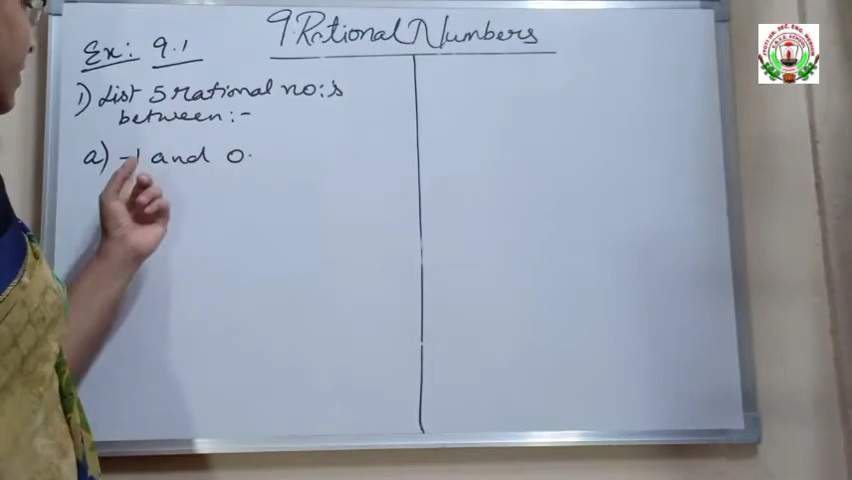 9. Rational Numbers
Ex: 9.1
1) List 5 rational no:s
between:-
a) -1 and 0.